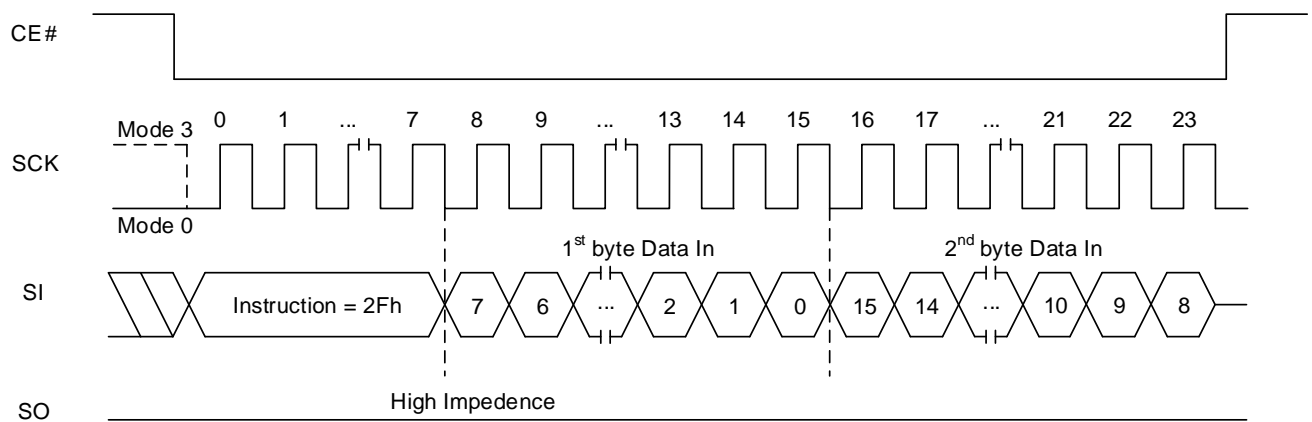 CE#
0 1 ... 7 8 9 ... 13 14 15 16 17 ... 21 22 23
Mode 3
SCK
Mode 0
1st byte Data In 2nd byte Data In
SI Instruction = 2Fh 7 6 ... 2 1 0 15 14 ... 10 9 8
High Impedence
SO